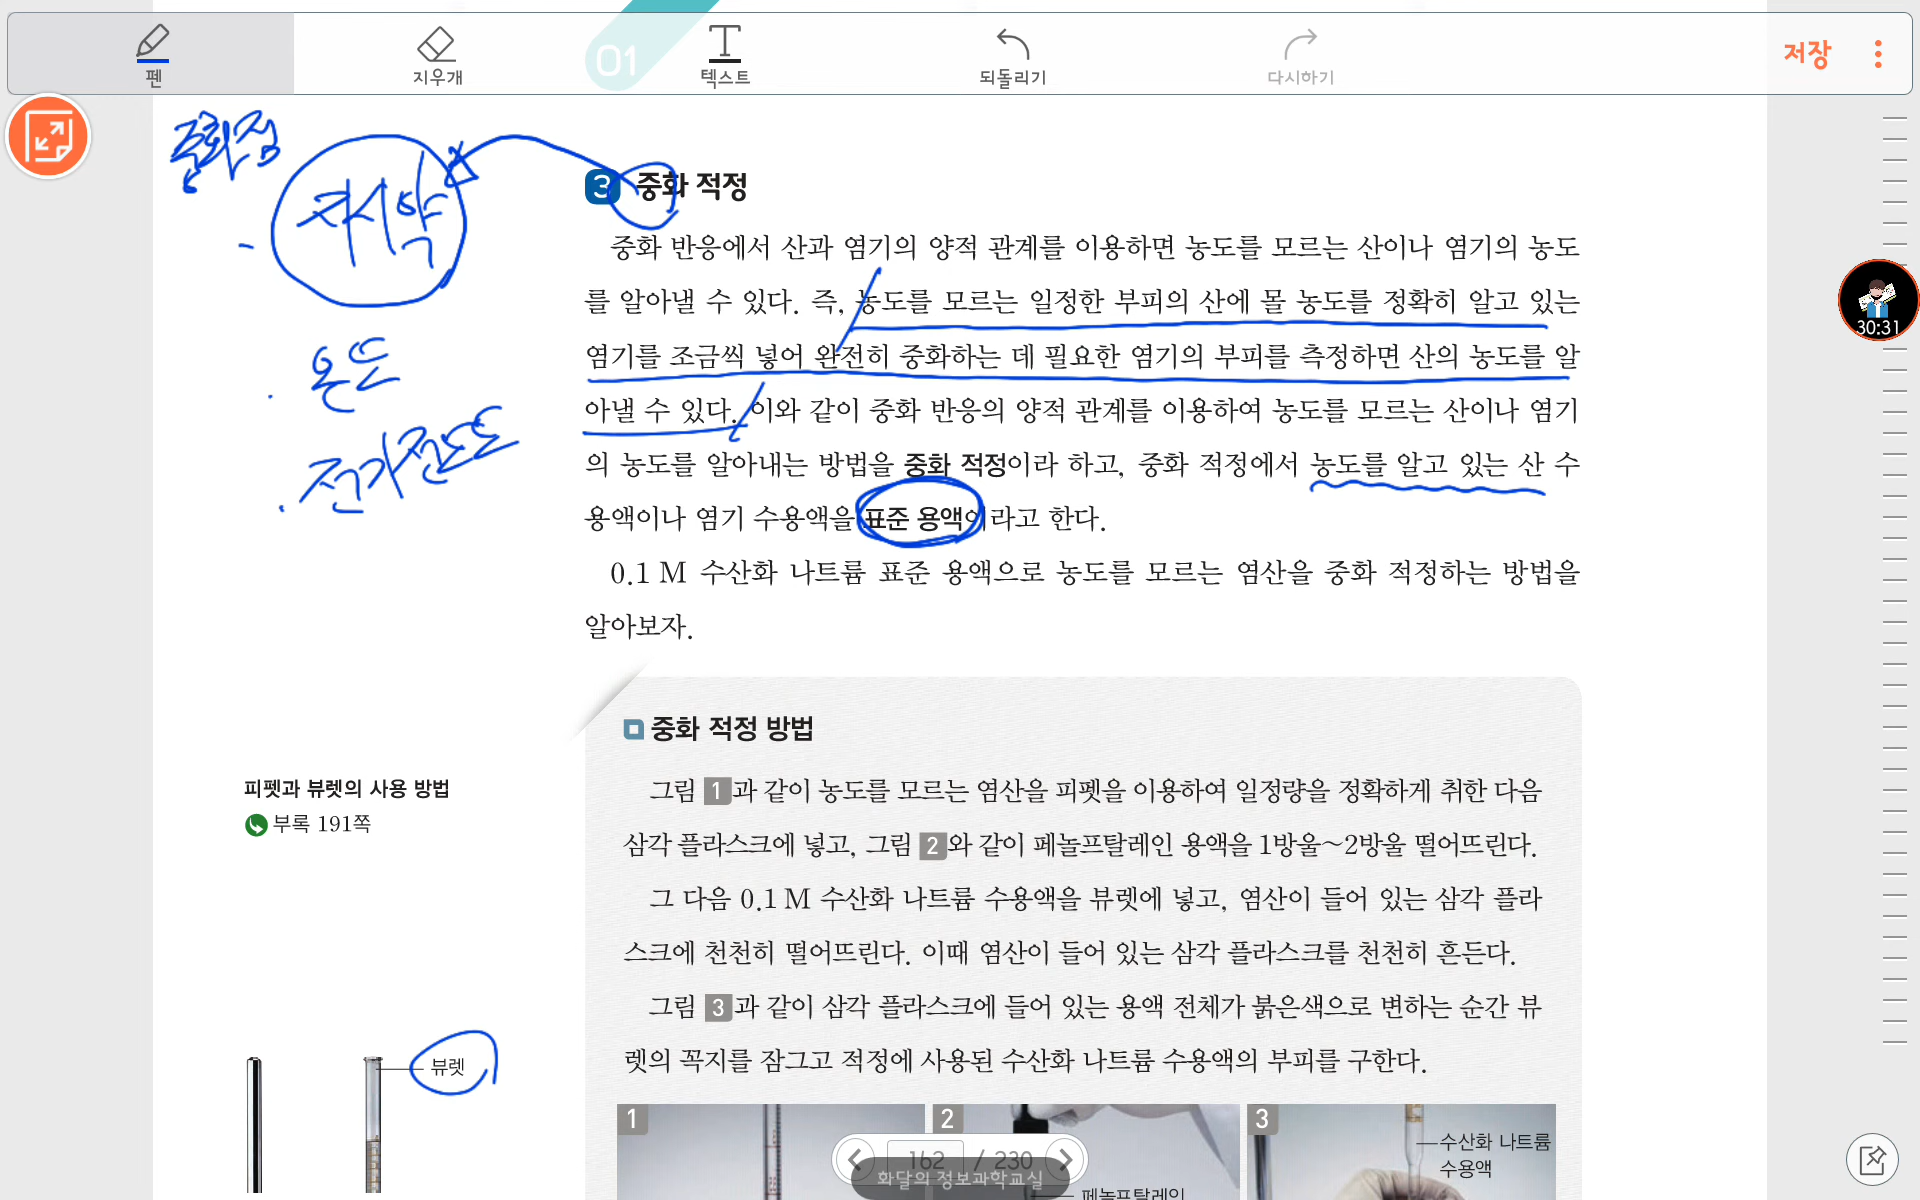 펜
지우개
01
텍스트
되돌리기
다시하기
저장
중화점
지시약
온도
전기전도도
30:31
3 중화 적정
중화 반응에서 산과 염기의 양적 관계를 이용하면 농도를 모르는 산이나 염기의 농도
를 알아낼 수 있다. 즉, 농도를 모르는 일정한 부피의 산에 몰 농도를 정확히 알고 있는
염기를 조금씩 넣어 완전히 중화하는 데 필요한 염기의 부피를 측정하면 산의 농도를 알
아낼 수 있다. 이와 같이 중화 반응의 양적 관계를 이용하여 농도를 모르는 산이나 염기
의 농도를 알아내는 방법을 중화 적정이라 하고, 중화 적정에서 농도를 알고 있는 산 수
용액이나 염기 수용액을 표준 용액이라고 한다.
0.1 M 수산화 나트륨 표준 용액으로 농도를 모르는 염산을 중화 적정하는 방법을
알아보자.
중화 적정 방법
그림 1과 같이 농도를 모르는 염산을 피펫을 이용하여 일정량을 정확하게 취한 다음
삼각 플라스크에 넣고, 그림 2와 같이 페놀프탈레인 용액을 1방울~2방울 떨어뜨린다.
그 다음 0.1 M 수산화 나트륨 수용액을 뷰렛에 넣고, 염산이 들어 있는 삼각 플라
스크에 천천히 떨어뜨린다. 이때 염산이 들어 있는 삼각 플라스크를 천천히 흔든다.
그림 3과 같이 삼각 플라스크에 들어 있는 용액 전체가 붉은색으로 변하는 순간 뷰
렛의 꼭지를 잠그고 적정에 사용된 수산화 나트륨 수용액의 부피를 구한다.
피펫과 뷰렛의 사용 방법
부록 191쪽
뷰렛
1
2
3
수산화 나트륨
수용액
페놀프탈레인
162 / 230
화달의 정보과학교실